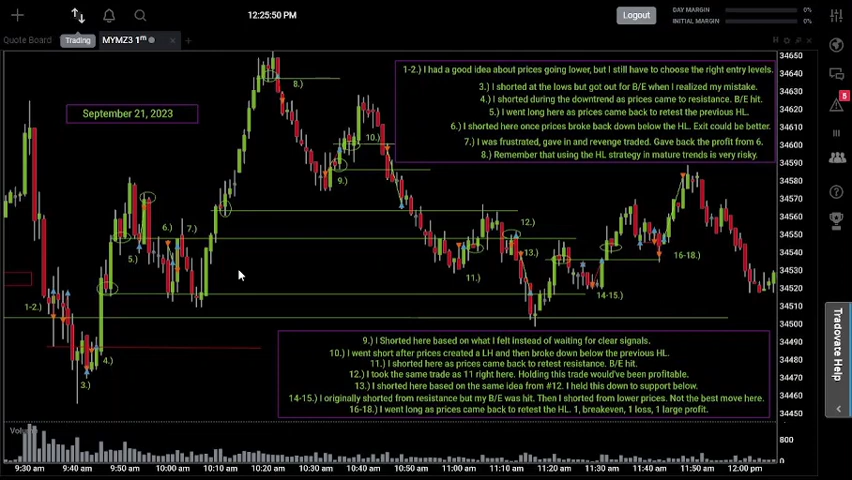 12:25:50 PM
Logout
DAY MARGIN 0%
INITIAL MARGIN 0%
Quote Board
Trading
MYMZ3 1m
5
September 21, 2023
1-2.) I had a good idea about prices going lower, but I still have to choose the right entry levels.
3.) I shorted at the lows but got out for B/E when I realized my mistake.
4.) I shorted during the downtrend as prices came to resistance. B/E hit.
5.) I went long here as prices came back to retest the previous HL.
6.) I shorted here once prices broke back down below the HL. Exit could be better.
7.) I was frustrated, gave in and revenge traded. Gave back the profit from 6.
8.) Remember that using the HL strategy in mature trends is very risky.
8.)
10.)
9.)
5.)
6.)
7.)
12.)
13.)
11.)
14-15.)
16-18.)
1-2.)
4.)
3.)
9.) I Shorted here based on what I felt instead of waiting for clear signals.
10.) I went short after prices created a LH and then broke down below the previous HL.
11.) I shorted here as prices came back to retest resistance. B/E hit.
12.) I took the same trade as 11 right here. Holding this trade would've been profitable.
13.) I shorted here based on the same idea from #12. I held this down to support below.
14-15.) I originally shorted from resistance but my B/E was hit. Then I shorted from lower prices. Not the best move here.
16-18.) I went long as prices came back to retest the HL. 1, breakeven, 1 loss, 1 large profit.
34650
34640
34630
34620
34610
34600
34590
34580
34570
34560
34550
34540
34530
34520
34510
34500
34490
34480
34470
34460
34450
Tradovate Help!
Volume
800
0
9:30 am
9:40 am
9:50 am
10:00 am
10:10 am
10:20 am
10:30 am
10:40 am
10:50 am
11:00 am
11:10 am
11:20 am
11:30 am
11:40 am
11:50 am
12:00 pm